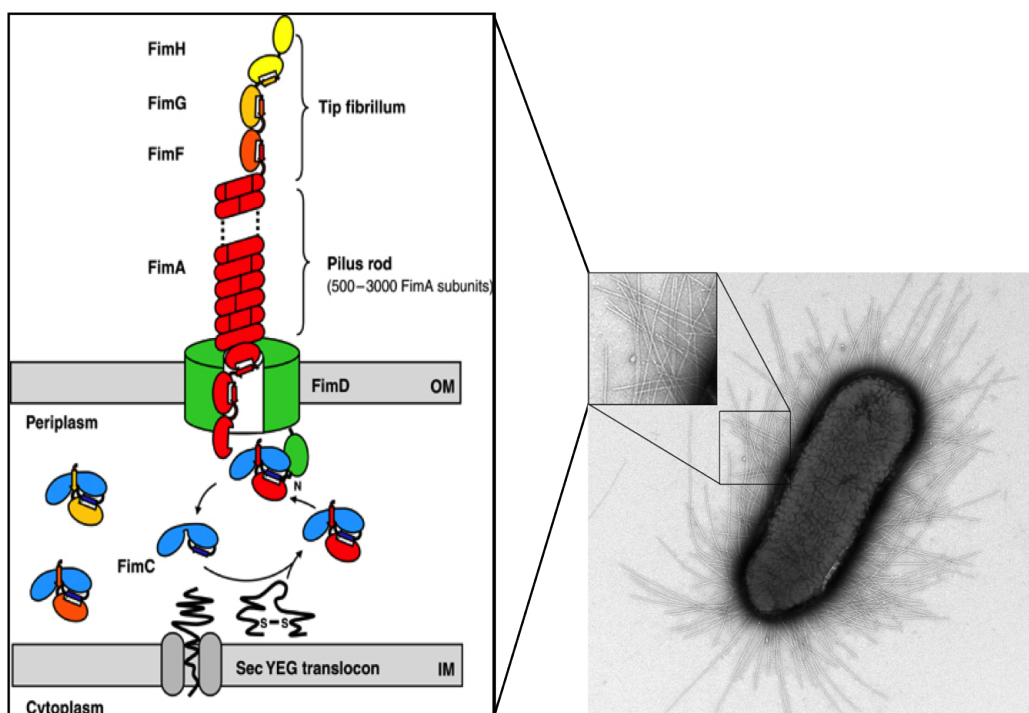 FimH
FimG
Tip fibrillum
FimF
FimA
Pilus rod
(500–3000 FimA subunits)
FimD
OM
Periplasm
N
FimC
S–S
Sec YEG translocon
IM
Cytoplasm